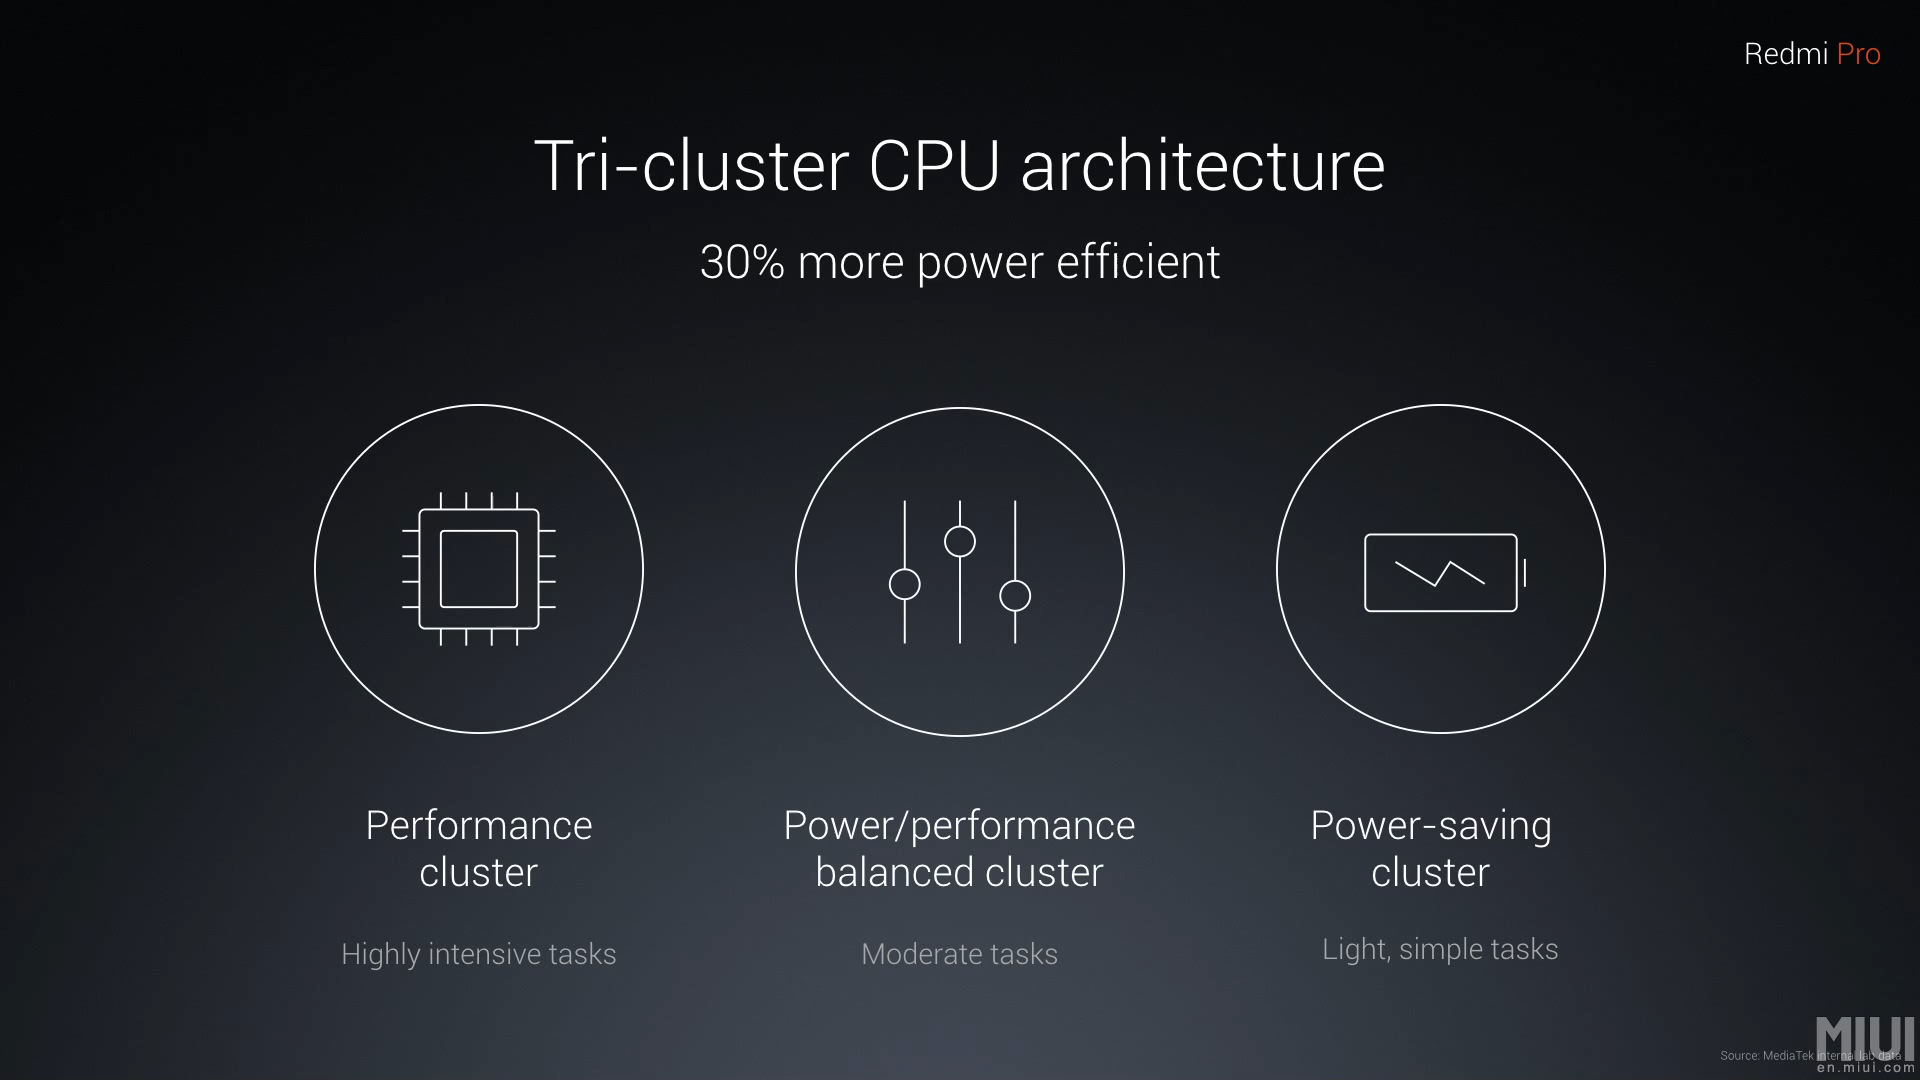 Redmi Pro
Tri-cluster CPU architecture
30% more power efficient
Performance
cluster
Highly intensive tasks
Power/performance
balanced cluster
Moderate tasks
Power-saving
cluster
Light, simple tasks
Source: MediaTek internal lab data
MIUI
en.miui.com